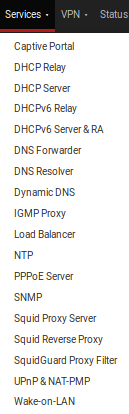 Services VPN Status
Captive Portal
DHCP Relay
DHCP Server
DHCPv6 Relay
DHCPv6 Server & RA
DNS Forwarder
DNS Resolver
Dynamic DNS
IGMP Proxy
Load Balancer
NTP
PPPoE Server
SNMP
Squid Proxy Server
Squid Reverse Proxy
SquidGuard Proxy Filter
UPnP & NAT-PMP
Wake-on-LAN